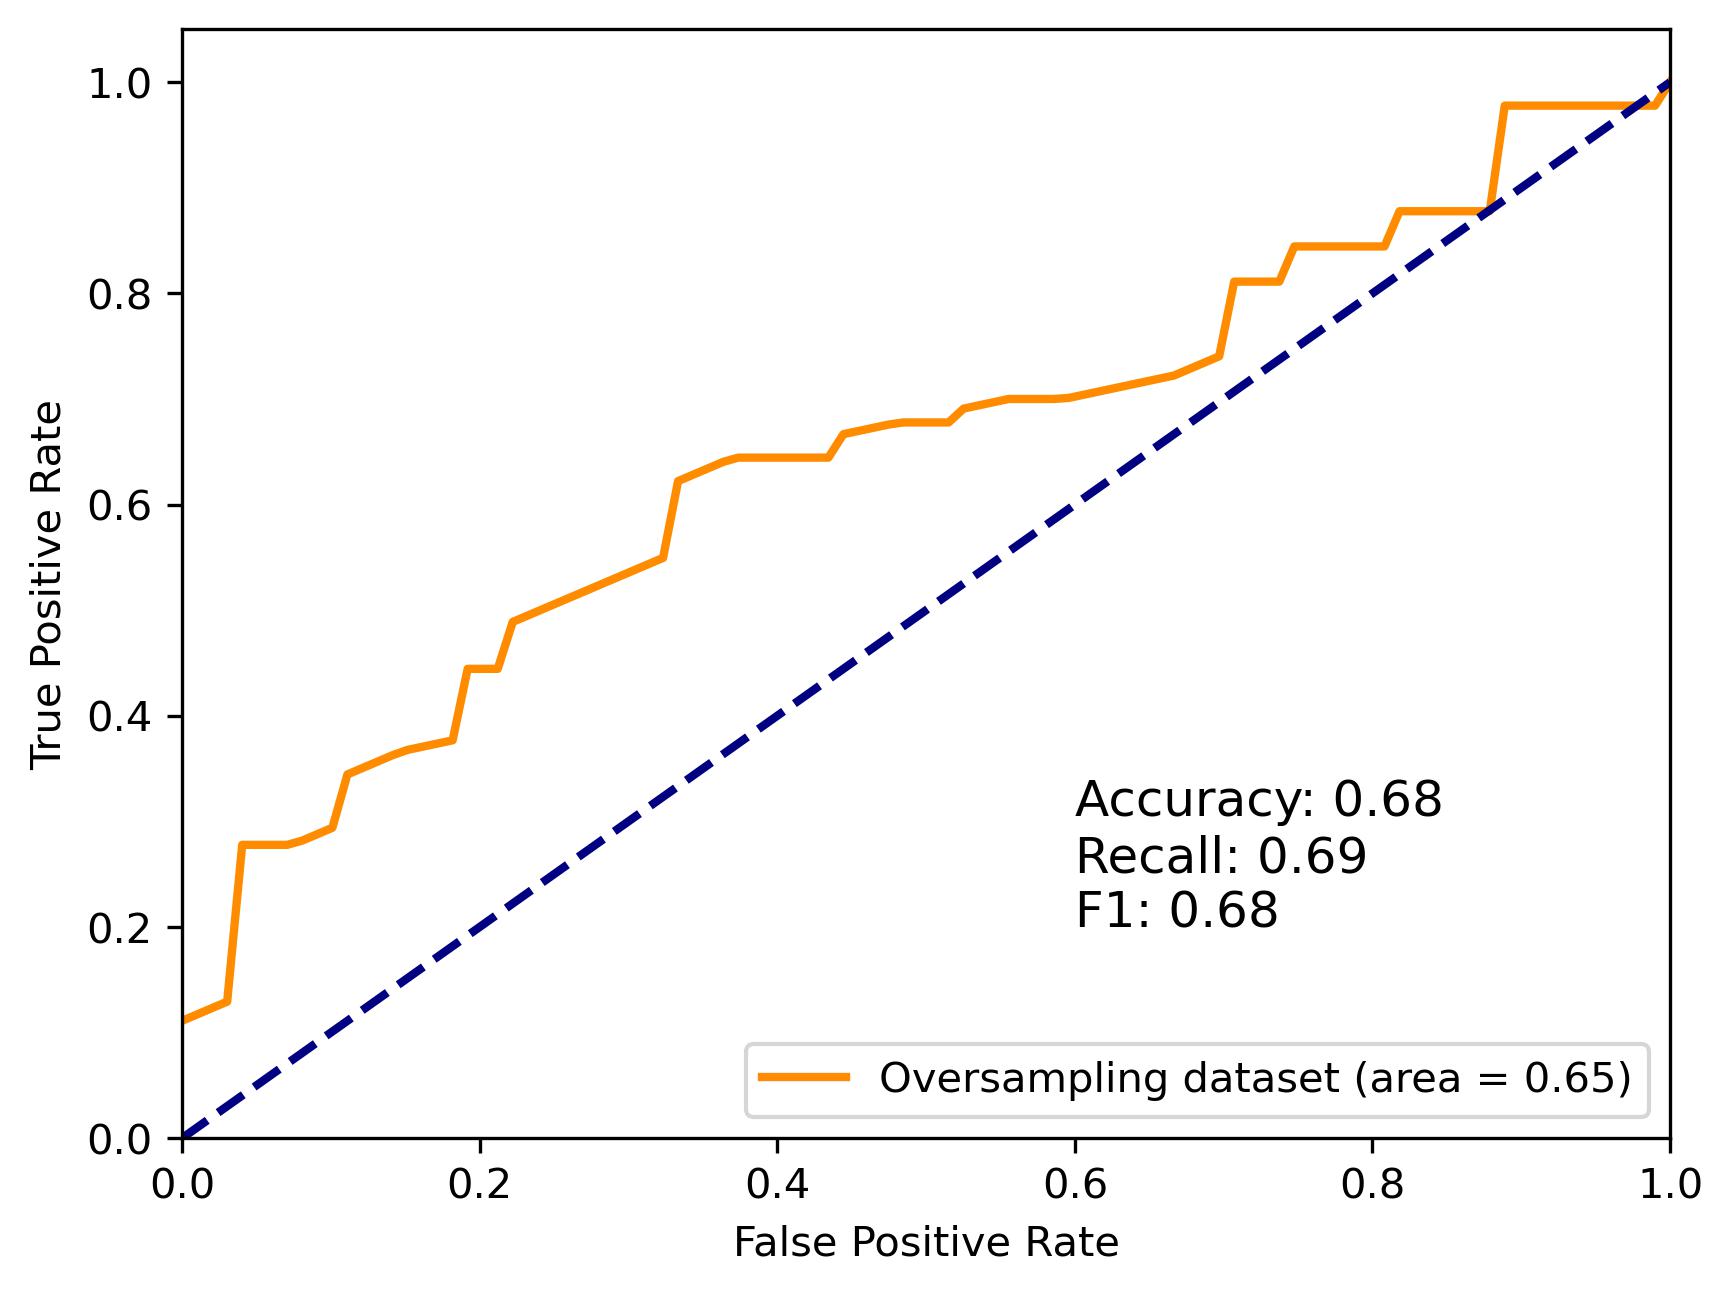 1.0
0.8
0.6
0.4
0.2
0.0
True Positive Rate
Accuracy: 0.68
Recall: 0.69
F1: 0.68
Oversampling dataset (area = 0.65)
0.0 0.2 0.4 0.6 0.8 1.0
False Positive Rate